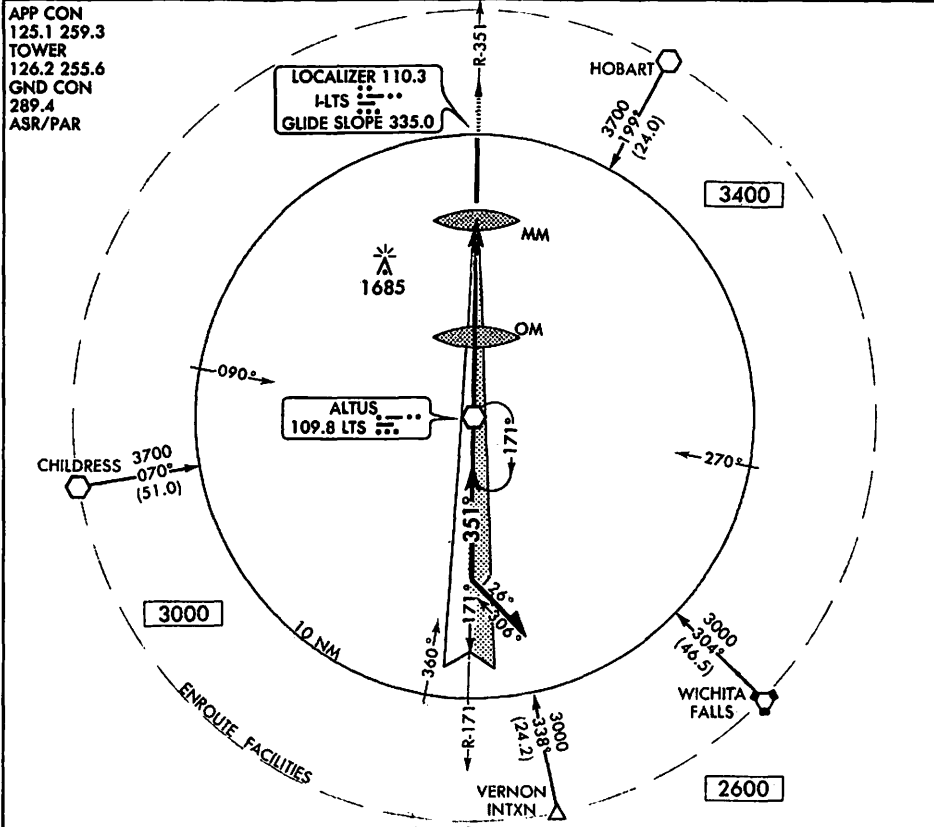 APP CON
125.1 259.3
TOWER
126.2 255.6
GND CON
289.4
ASR/PAR
R-351
LOCALIZER 110.3
I-LTS
GLIDE SLOPE 335.0
HOBART
3700
199°
(24.0)
3400
MM
1685
OM
090°
ALTUS
109.8 LTS
171°
270°
CHILDRESS
3700
070°
(51.0)
351°
126°
306°
171°
3000
10 NM
360°
3000
304°
(46.5)
WICHITA
FALLS
ENROUTE FACILITIES
R-171
3000
338°
(24.2)
VERNON
INTXN
2600